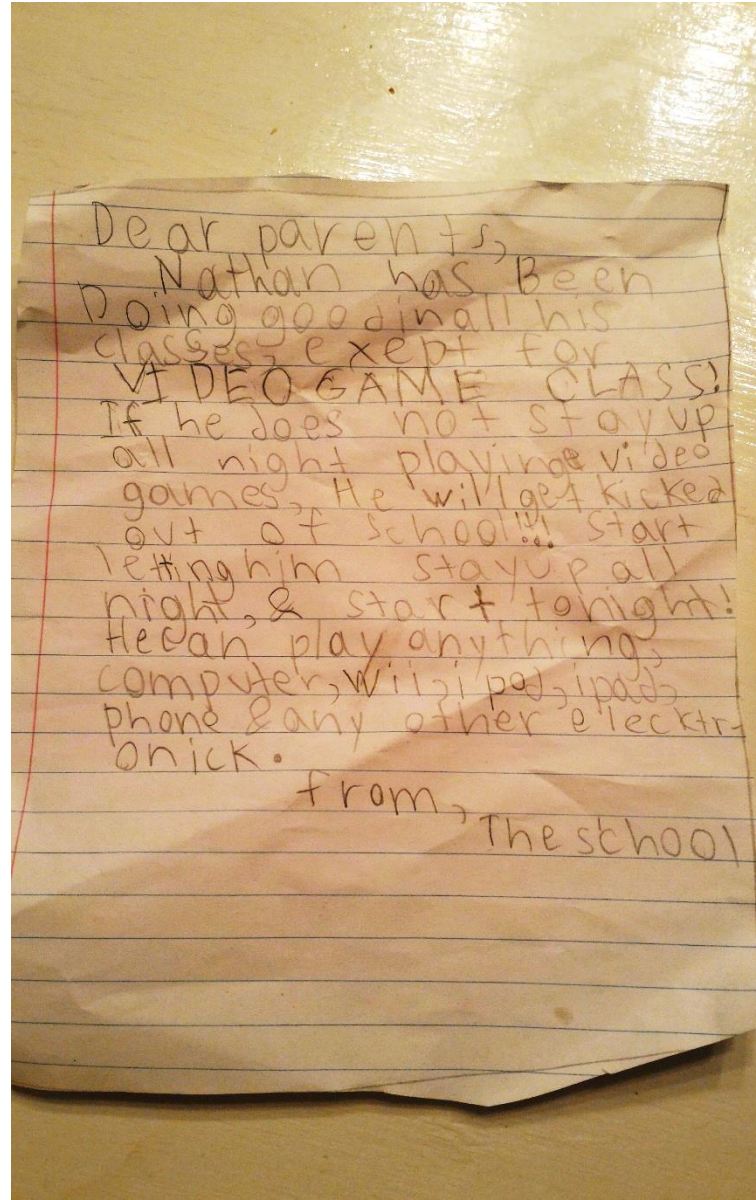 Dear parents,
Nathan has Been
Doing good in all his
classes, exept for
VIDEO GAME CLASS!
If he does not stay up
all night playing video
games, He will get kicked
out of school!!! Start
letting him stay up all
night, & start tonight!
He can play anything,
computer, wii, i pod, ipad,
phone & any other elecktr-
onick.
from,
The school